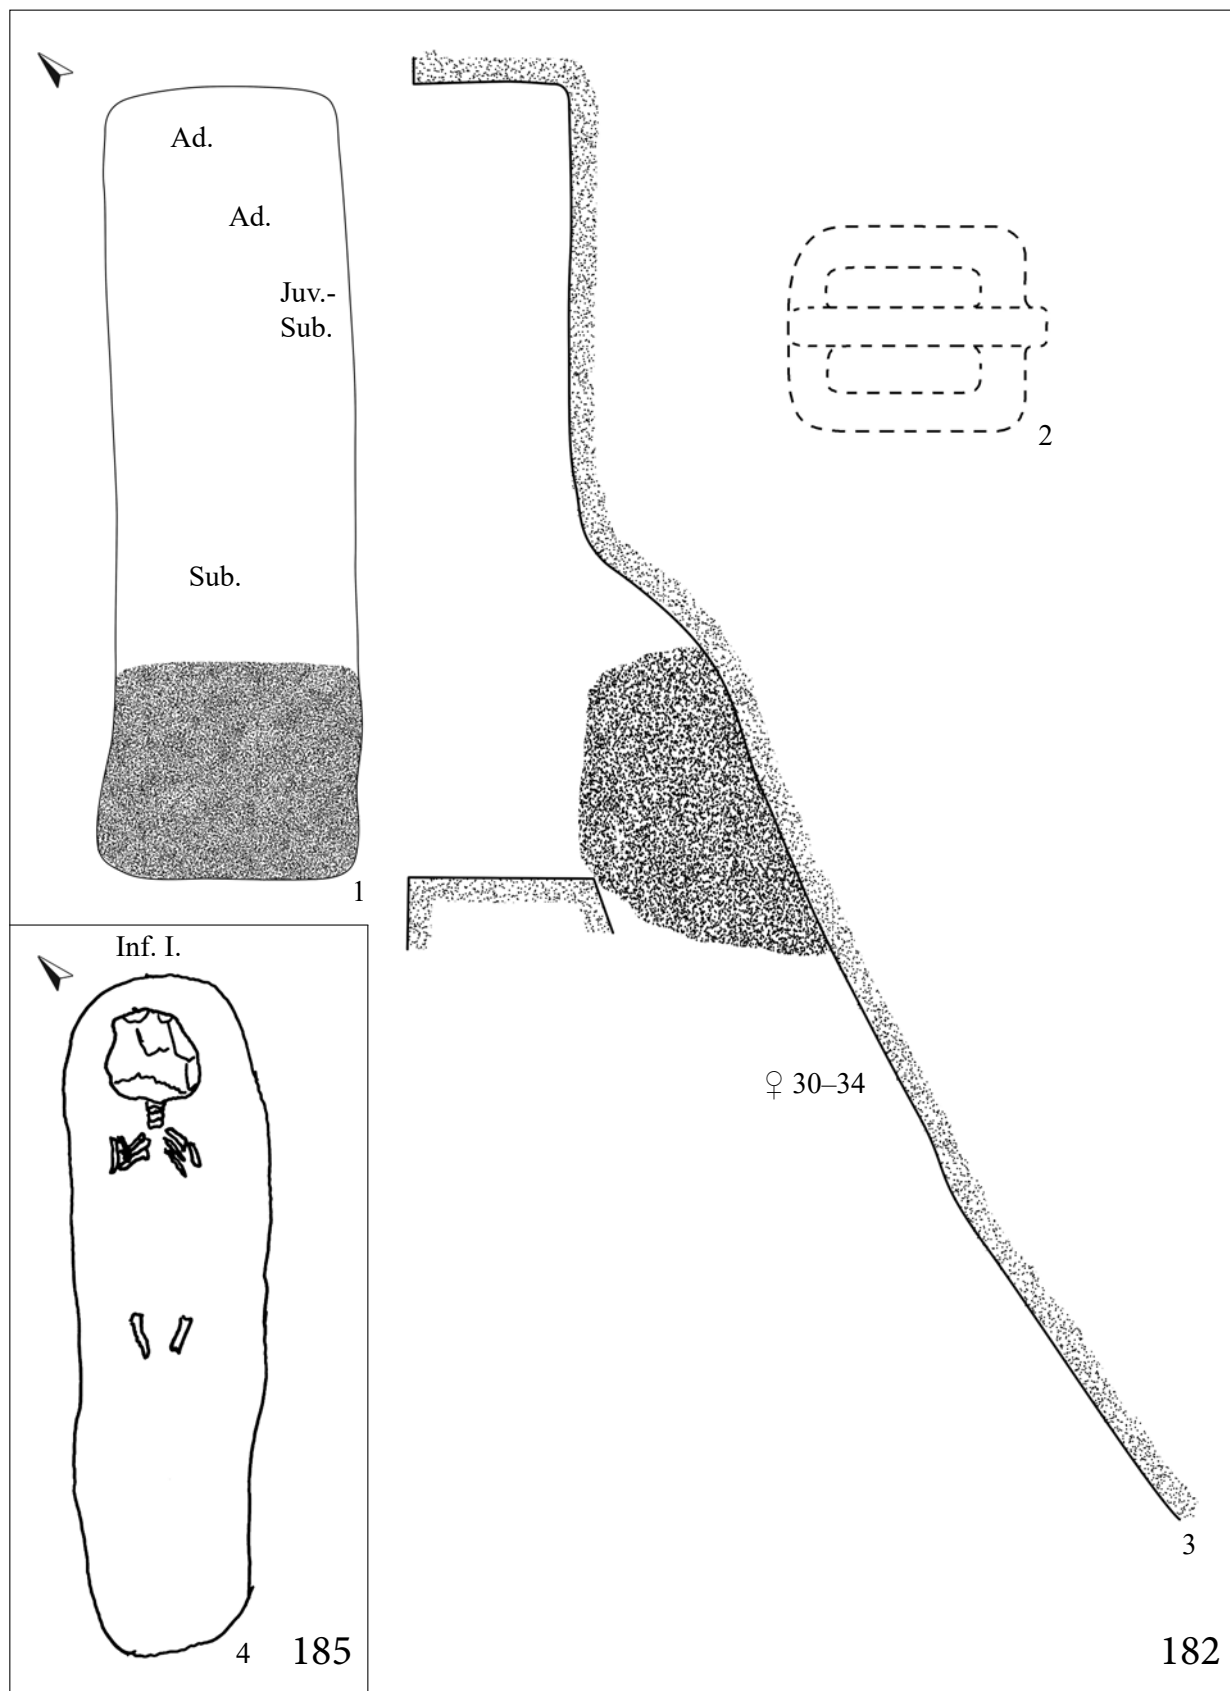 Ad.
Ad.
Juv.-
Sub.
Sub.
1
2
♀ 30–34
3
182
Inf. I.
4
185